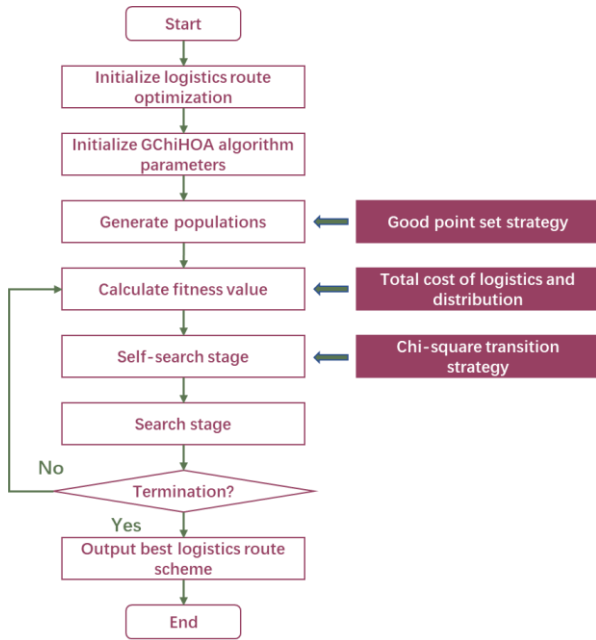 Start
Initialize logistics route
optimization
Initialize GChiHOA algorithm
parameters
Generate populations
Good point set strategy
Calculate fitness value
Total cost of logistics and
distribution
Self-search stage
Chi-square transition
strategy
Search stage
No
Termination?
Yes
Output best logistics route
scheme
End